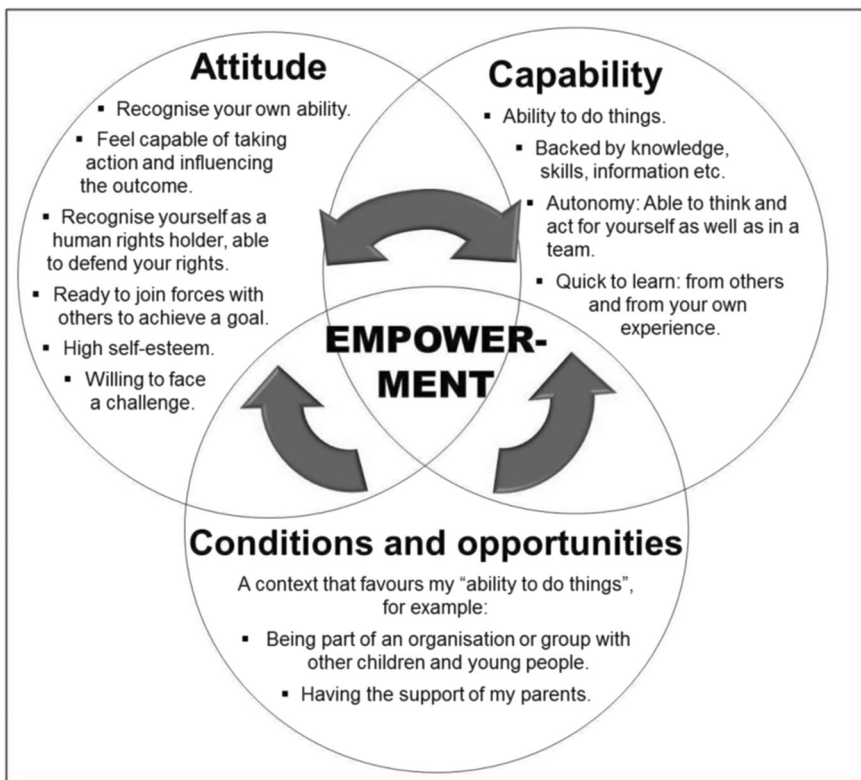 Attitude
▪ Recognise your own ability.
▪ Feel capable of taking
action and influencing
the outcome.
▪ Recognise yourself as a
human rights holder, able
to defend your rights.
▪ Ready to join forces with
others to achieve a goal.
▪ High self-esteem.
▪ Willing to face
a challenge.
Capability
▪ Ability to do things.
▪ Backed by knowledge,
skills, information etc.
▪ Autonomy: Able to think and
act for yourself as well as in a
team.
▪ Quick to learn: from others
and from your own
experience.
EMPOWER-
MENT
Conditions and opportunities
A context that favours my “ability to do things”,
for example:
▪ Being part of an organisation or group with
other children and young people.
▪ Having the support of my parents.